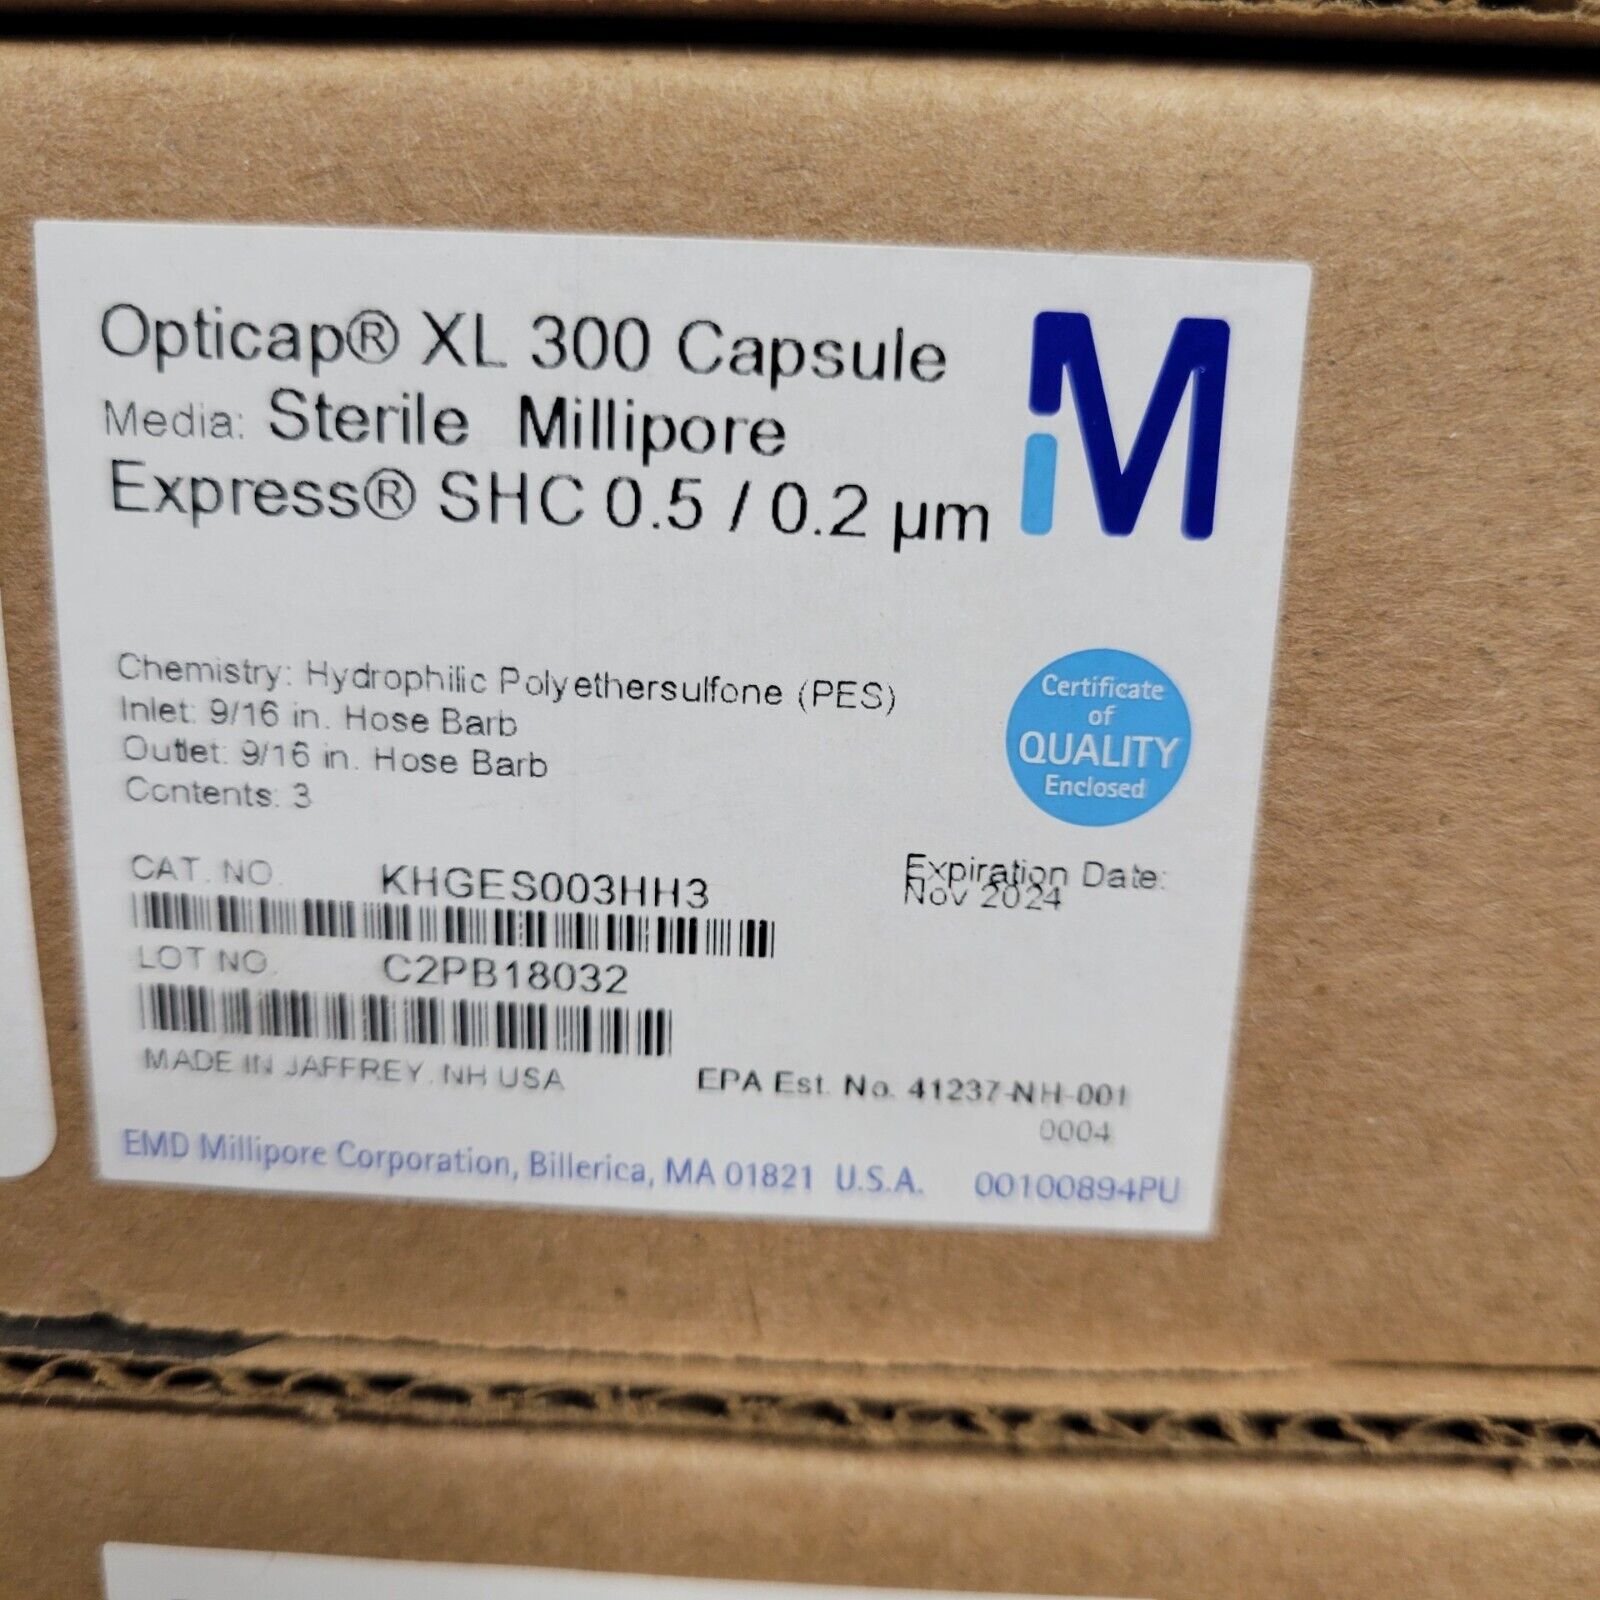 Opticap® XL 300 Capsule
Media: Sterile Millipore
Express® SHC 0.5 / 0.2 µm
M
Chemistry: Hydrophilic Polyethersulfone (PES)
Inlet: 9/16 in. Hose Barb
Outlet: 9/16 in. Hose Barb
Contents: 3
Certificate
of
QUALITY
Enclosed
CAT. NO. KHGES003HH3
Expiration Date:
Nov 2024
LOT NO. C2PB18032
MADE IN JAFFREY, NH USA
EPA Est. No. 41237-NH-001
0004
EMD Millipore Corporation, Billerica, MA 01821 U.S.A. 00100894PU